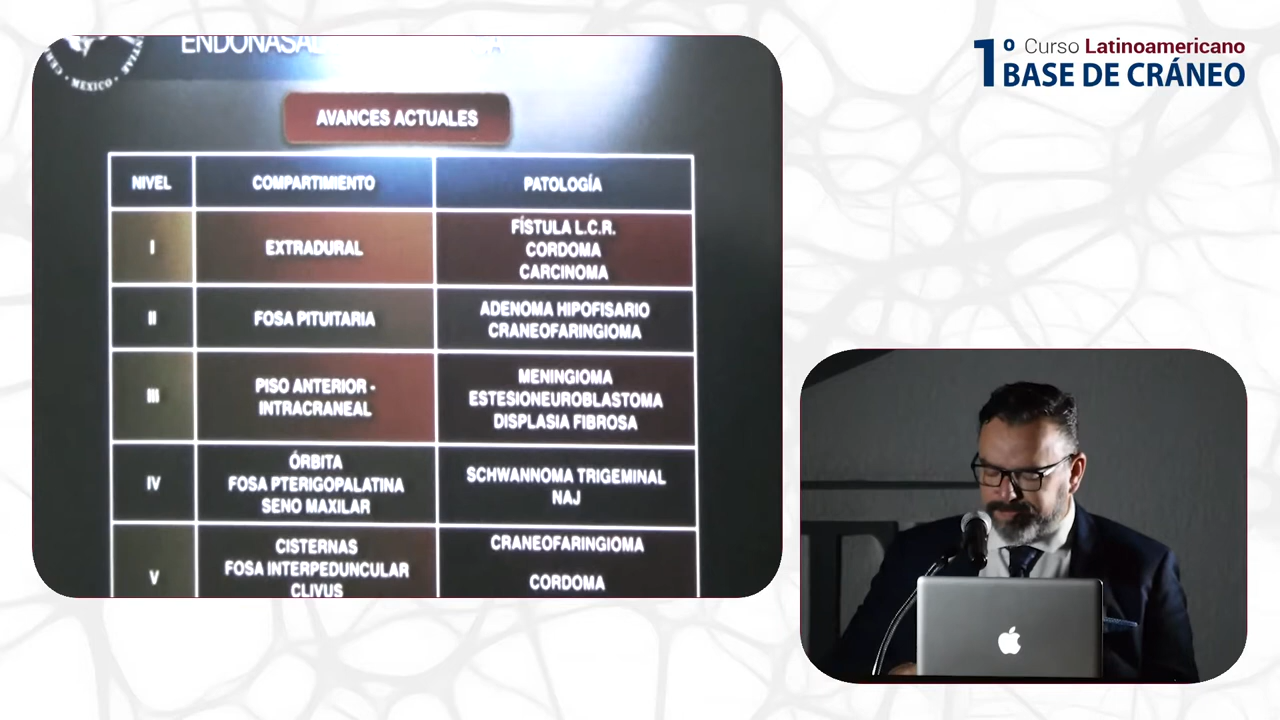 ENDONASAL
MÉXICO
AVANCES ACTUALES
NIVEL
COMPARTIMIENTO
PATOLOGÍA
I
EXTRADURAL
FÍSTULA L.C.R.
CORDOMA
CARCINOMA
II
FOSA PITUITARIA
ADENOMA HIPOFISARIO
CRANEOFARINGIOMA
III
PISO ANTERIOR -
INTRACRANEAL
MENINGIOMA
ESTESIONEUROBLASTOMA
DISPLASIA FIBROSA
IV
ÓRBITA
FOSA PTERIGOPALATINA
SENO MAXILAR
SCHWANNOMA TRIGEMINAL
NAJ
V
CISTERNAS
FOSA INTERPEDUNCULAR
CLIVUS
CRANEOFARINGIOMA
CORDOMA
1º Curso Latinoamericano
BASE DE CRÁNEO